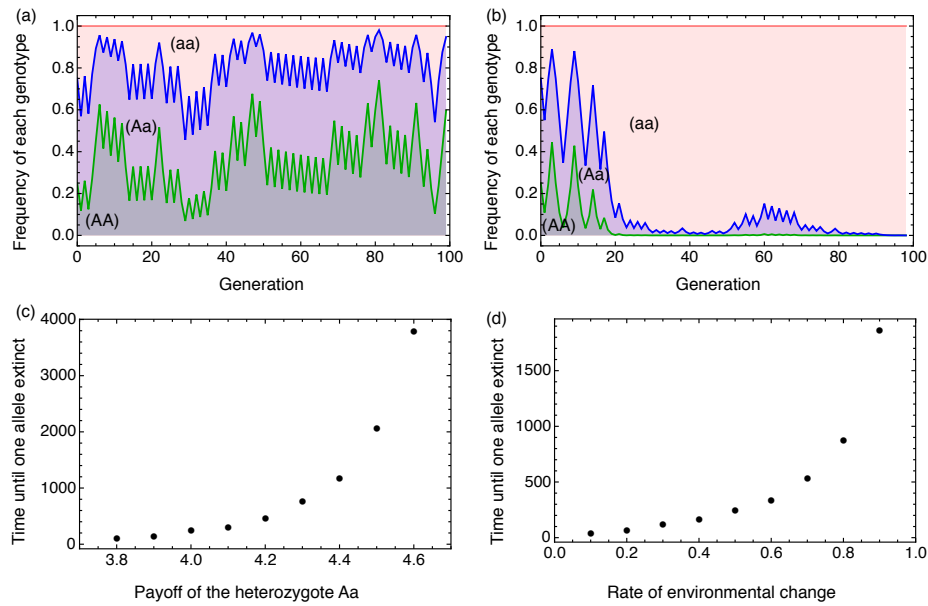 (a)
Frequency of each genotype
1.0
0.8
0.6
0.4
0.2
0.0
(aa)
(Aa)
(AA)
0
20
40
60
80
100
Generation
(b)
Frequency of each genotype
1.0
0.8
0.6
0.4
0.2
0.0
(aa)
(Aa)
(AA)
0
20
40
60
80
100
Generation
(c)
Time until one allele extinct
4000
3000
2000
1000
0
3.8
4.0
4.2
4.4
4.6
Payoff of the heterozygote Aa
(d)
Time until one allele extinct
1500
1000
500
0
0.0
0.2
0.4
0.6
0.8
1.0
Rate of environmental change